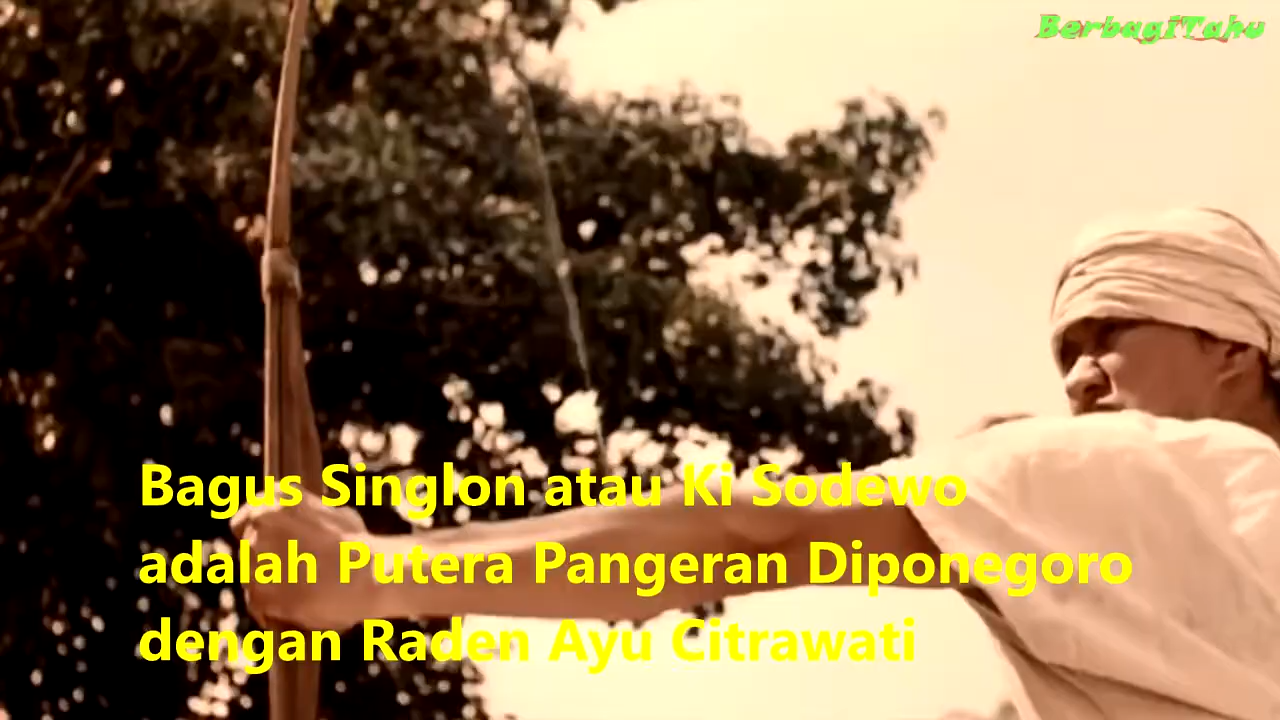 BerbagiTahu
Bagus Singlon atau Ki Sodewo
adalah Putera Pangeran Diponegoro
dengan Raden Ayu Citrawati